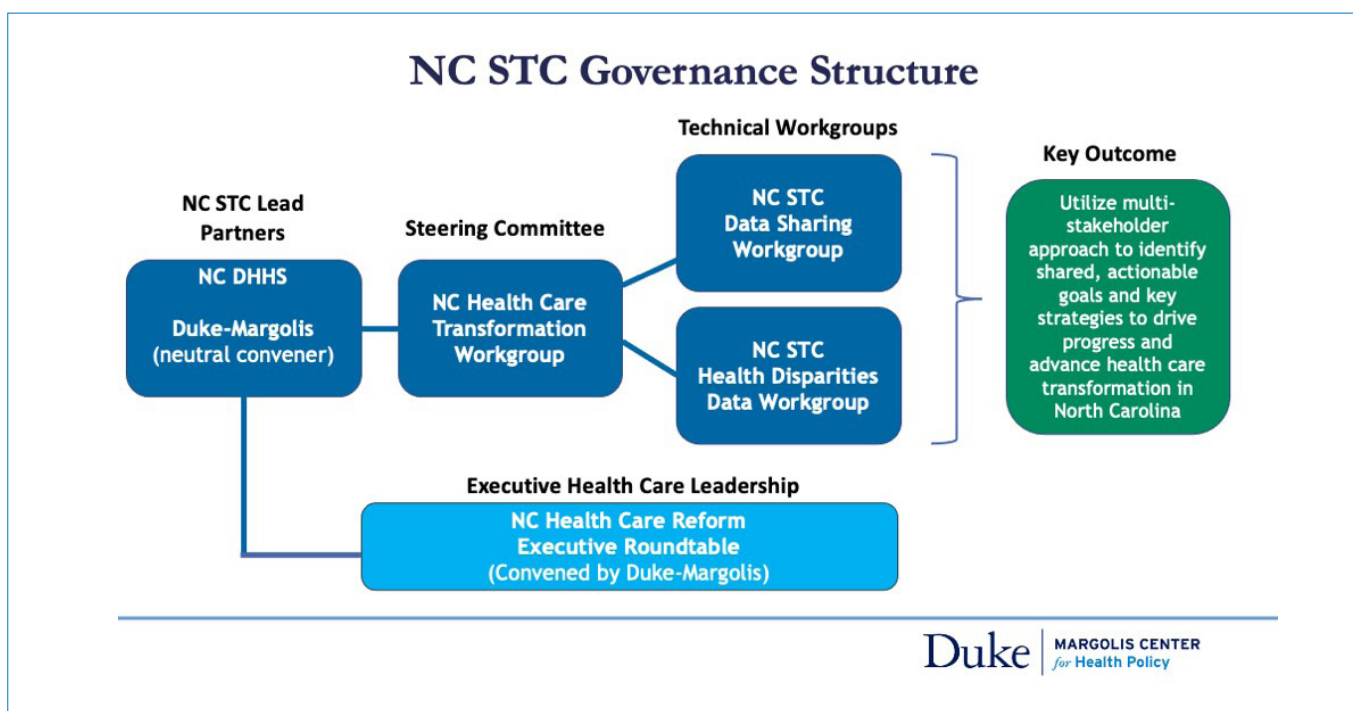 NC STC Governance Structure
NC STC Lead
Partners
NC DHHS
Duke-Margolis
(neutral convener)
Steering Committee
NC Health Care
Transformation
Workgroup
Technical Workgroups
NC STC
Data Sharing
Workgroup
NC STC
Health Disparities
Data Workgroup
Key Outcome
Utilize multi-
stakeholder
approach to identify
shared, actionable
goals and key
strategies to drive
progress and
advance health care
transformation in
North Carolina
Executive Health Care Leadership
NC Health Care Reform
Executive Roundtable
(Convened by Duke-Margolis)
Duke
MARGOLIS CENTER
for Health Policy